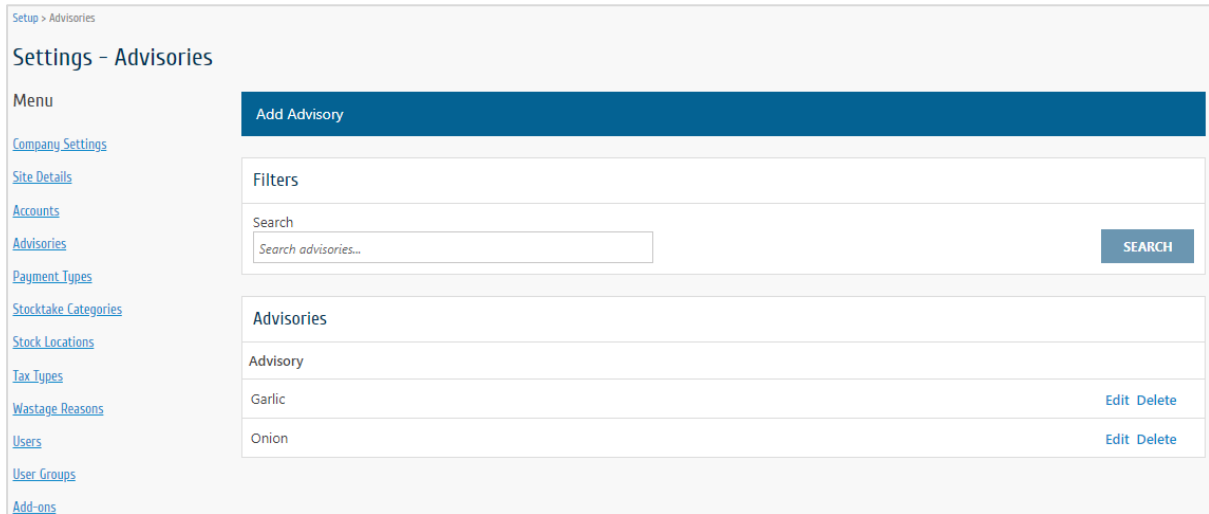 Setup > Advisories
Settings - Advisories
Menu
Company Settings
Site Details
Accounts
Advisories
Payment Types
Stocktake Categories
Stock Locations
Tax Types
Wastage Reasons
Users
User Groups
Add-ons
Add Advisory
Filters
Search
Search advisories...
SEARCH
Advisories
Advisory
Garlic Edit Delete
Onion Edit Delete